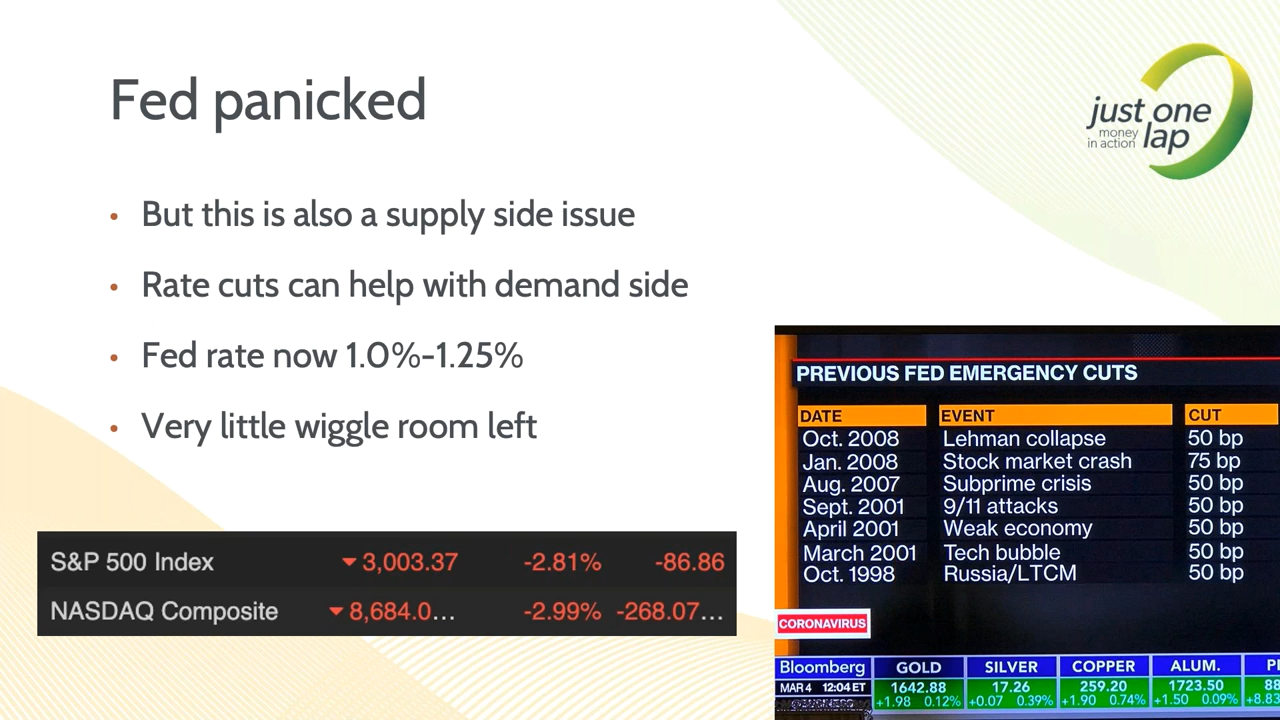 Fed panicked
just one
money
in action lap
• But this is also a supply side issue
• Rate cuts can help with demand side
• Fed rate now 1.0%-1.25%
• Very little wiggle room left
S&P 500 Index ▼ 3,003.37 -2.81% -86.86
NASDAQ Composite ▼ 8,684.0… -2.99% -268.07…
PREVIOUS FED EMERGENCY CUTS
DATE EVENT CUT
Oct. 2008 Lehman collapse 50 bp
Jan. 2008 Stock market crash 75 bp
Aug. 2007 Subprime crisis 50 bp
Sept. 2001 9/11 attacks 50 bp
April 2001 Weak economy 50 bp
March 2001 Tech bubble 50 bp
Oct. 1998 Russia/LTCM 50 bp
CORONAVIRUS
Bloomberg GOLD SILVER COPPER ALUM.
MAR 4 12:04 ET 1642.88 17.26 259.20 1723.50
+1.98 0.12% +0.07 0.39% +1.90 0.74% +1.50 0.09%